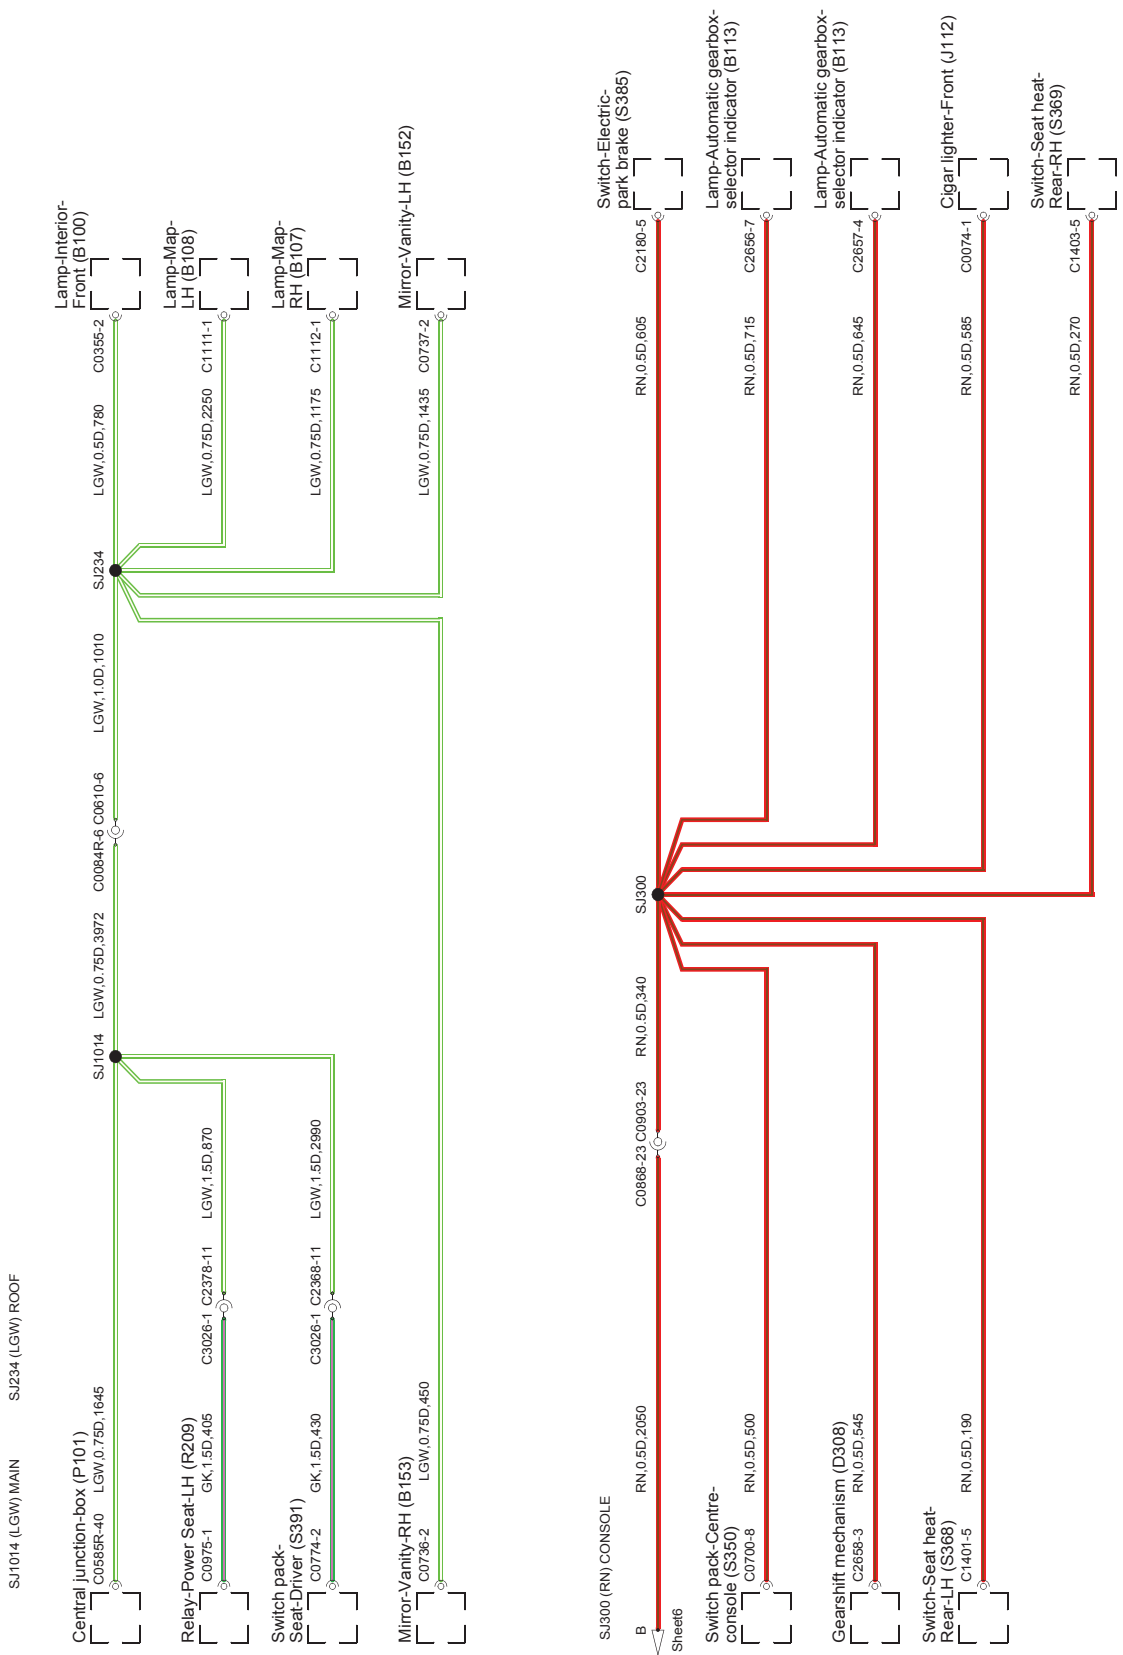 SJ1014 (LGW) MAIN
SJ234 (LGW) ROOF
Central junction-box (P101)
C0585R-40
LGW,0.75D,1645
SJ1014
LGW,0.75D,3972
C0084R-6
C0610-6
LGW,1.0D,1010
SJ234
LGW,0.5D,780
C0355-2
Lamp-Interior-
Front (B100)
Relay-Power Seat-LH (R209)
C0975-1
GK,1.5D,405
C3026-1
C2378-11
LGW,1.5D,870
LGW,0.75D,2250
C1111-1
Lamp-Map-
LH (B108)
Switch pack-
Seat-Driver (S391)
C0774-2
GK,1.5D,430
C3026-1
C2368-11
LGW,1.5D,2990
LGW,0.75D,1175
C1112-1
Lamp-Map-
RH (B107)
Mirror-Vanity-RH (B153)
C0736-2
LGW,0.75D,450
LGW,0.75D,1435
C0737-2
Mirror-Vanity-LH (B152)
SJ300 (RN) CONSOLE
B
Sheet6
RN,0.5D,2050
C0868-23
C0903-23
RN,0.5D,340
SJ300
RN,0.5D,605
C2180-5
Switch-Electric-
park brake (S385)
Switch pack-Centre-
console (S350)
C0700-8
RN,0.5D,500
RN,0.5D,715
C2656-7
Lamp-Automatic gearbox-
selector indicator (B113)
Gearshift mechanism (D308)
C2658-3
RN,0.5D,545
RN,0.5D,645
C2657-4
Lamp-Automatic gearbox-
selector indicator (B113)
Switch-Seat heat-
Rear-LH (S368)
C1401-5
RN,0.5D,190
RN,0.5D,585
C0074-1
Cigar lighter-Front (J112)
RN,0.5D,270
C1403-5
Switch-Seat heat-
Rear-RH (S369)